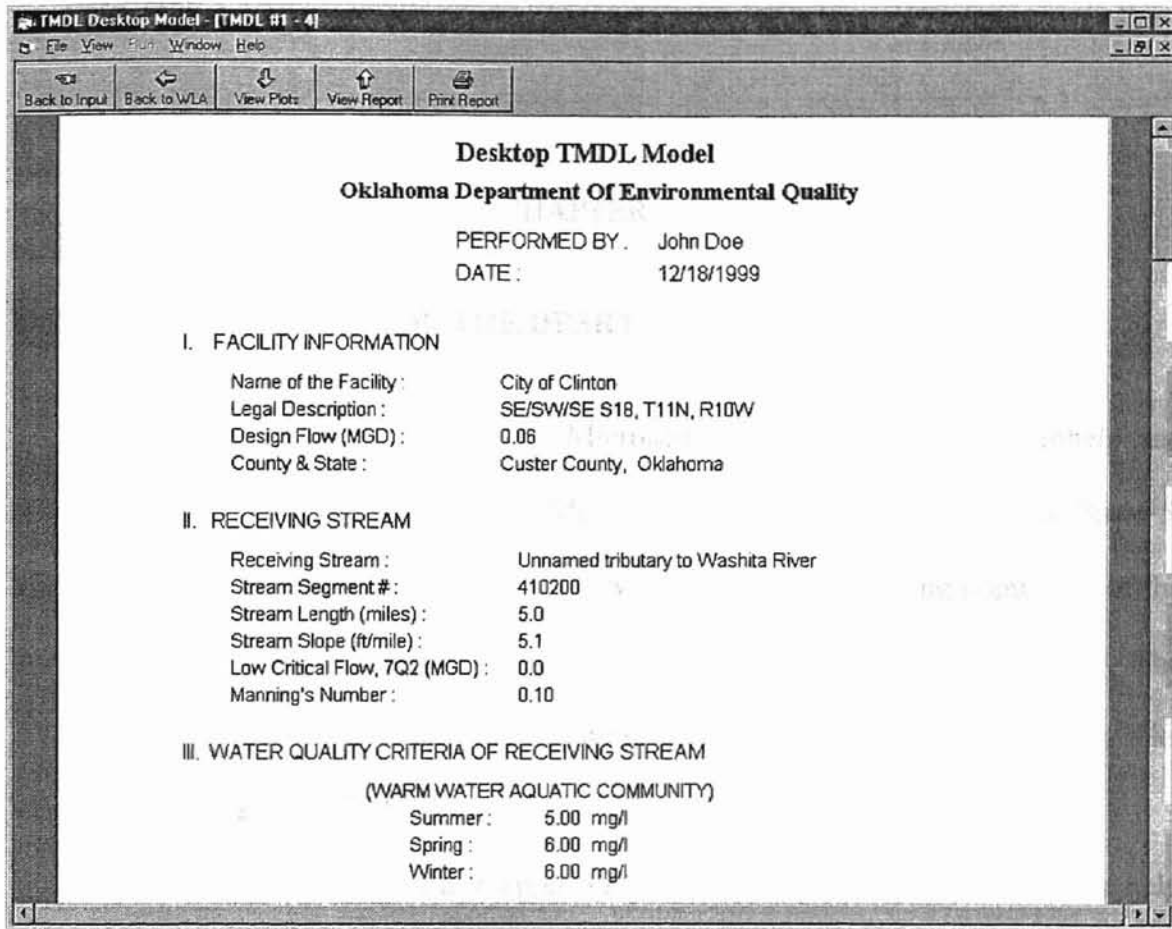 TMDL Desktop Model - [TMDL #1 - 4]
File View Run Window Help
Back to Input Back to WLA View Plots View Report Print Report
Desktop TMDL Model
Oklahoma Department Of Environmental Quality
PERFORMED BY : John Doe
DATE : 12/18/1999
I. FACILITY INFORMATION
Name of the Facility : City of Clinton
Legal Description : SE/SW/SE S18, T11N, R10W
Design Flow (MGD) : 0.06
County & State : Custer County, Oklahoma
II. RECEIVING STREAM
Receiving Stream : Unnamed tributary to Washita River
Stream Segment # : 410200
Stream Length (miles) : 5.0
Stream Slope (ft/mile) : 5.1
Low Critical Flow, 7Q2 (MGD) : 0.0
Manning's Number : 0.10
III. WATER QUALITY CRITERIA OF RECEIVING STREAM
(WARM WATER AQUATIC COMMUNITY)
Summer : 5.00 mg/l
Spring : 6.00 mg/l
Winter : 6.00 mg/l